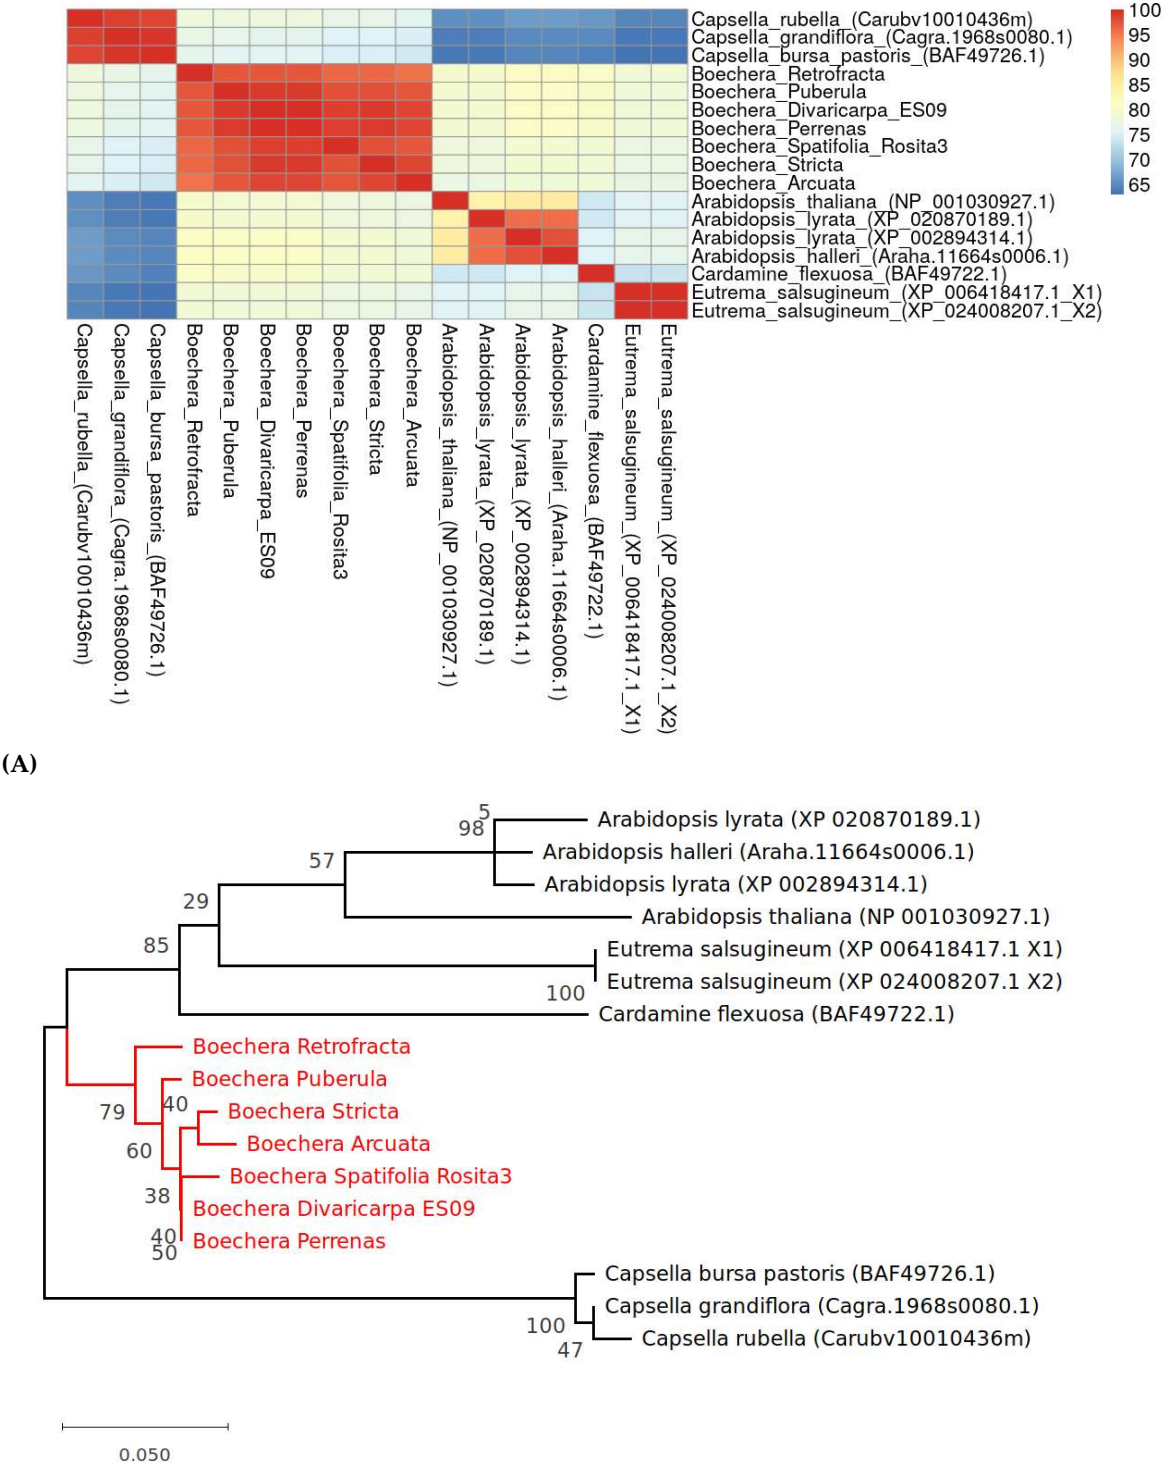 Capsella_rubella_(Carubv10010436m)
Capsella_grandiflora_(Cagra.1968s0080.1)
Capsella_bursa_pastoris_(BAF49726.1)
Boechera_Retrofracta
Boechera_Puberula
Boechera_Divaricarpa_ES09
Boechera_Perrenas
Boechera_Spatifolia_Rosita3
Boechera_Stricta
Boechera_Arcuata
Arabidopsis_thaliana_(NP_001030927.1)
Arabidopsis_lyrata_(XP_020870189.1)
Arabidopsis_lyrata_(XP_002894314.1)
Arabidopsis_halleri_(Araha.11664s0006.1)
Cardamine_flexuosa_(BAF49722.1)
Eutrema_salsugineum_(XP_006418417.1_X1)
Eutrema_salsugineum_(XP_024008207.1_X2)
100
95
90
85
80
75
70
65
Capsella_rubella_(Carubv10010436m)
Capsella_grandiflora_(Cagra.1968s0080.1)
Capsella_bursa_pastoris_(BAF49726.1)
Boechera_Retrofracta
Boechera_Puberula
Boechera_Divaricarpa_ES09
Boechera_Perrenas
Boechera_Spatifolia_Rosita3
Boechera_Stricta
Boechera_Arcuata
Arabidopsis_thaliana_(NP_001030927.1)
Arabidopsis_lyrata_(XP_020870189.1)
Arabidopsis_lyrata_(XP_002894314.1)
Arabidopsis_halleri_(Araha.11664s0006.1)
Cardamine_flexuosa_(BAF49722.1)
Eutrema_salsugineum_(XP_006418417.1_X1)
Eutrema_salsugineum_(XP_024008207.1_X2)
(A)
5
98
Arabidopsis lyrata (XP 020870189.1)
57
Arabidopsis halleri (Araha.11664s0006.1)
Arabidopsis lyrata (XP 002894314.1)
29
Arabidopsis thaliana (NP 001030927.1)
85
Eutrema salsugineum (XP 006418417.1 X1)
Eutrema salsugineum (XP 024008207.1 X2)
100
Cardamine flexuosa (BAF49722.1)
Boechera Retrofracta
Boechera Puberula
79
40
Boechera Stricta
60
Boechera Arcuata
Boechera Spatifolia Rosita3
38
Boechera Divaricarpa ES09
40
50
Boechera Perrenas
Capsella bursa pastoris (BAF49726.1)
Capsella grandiflora (Cagra.1968s0080.1)
100
Capsella rubella (Carubv10010436m)
47
0.050